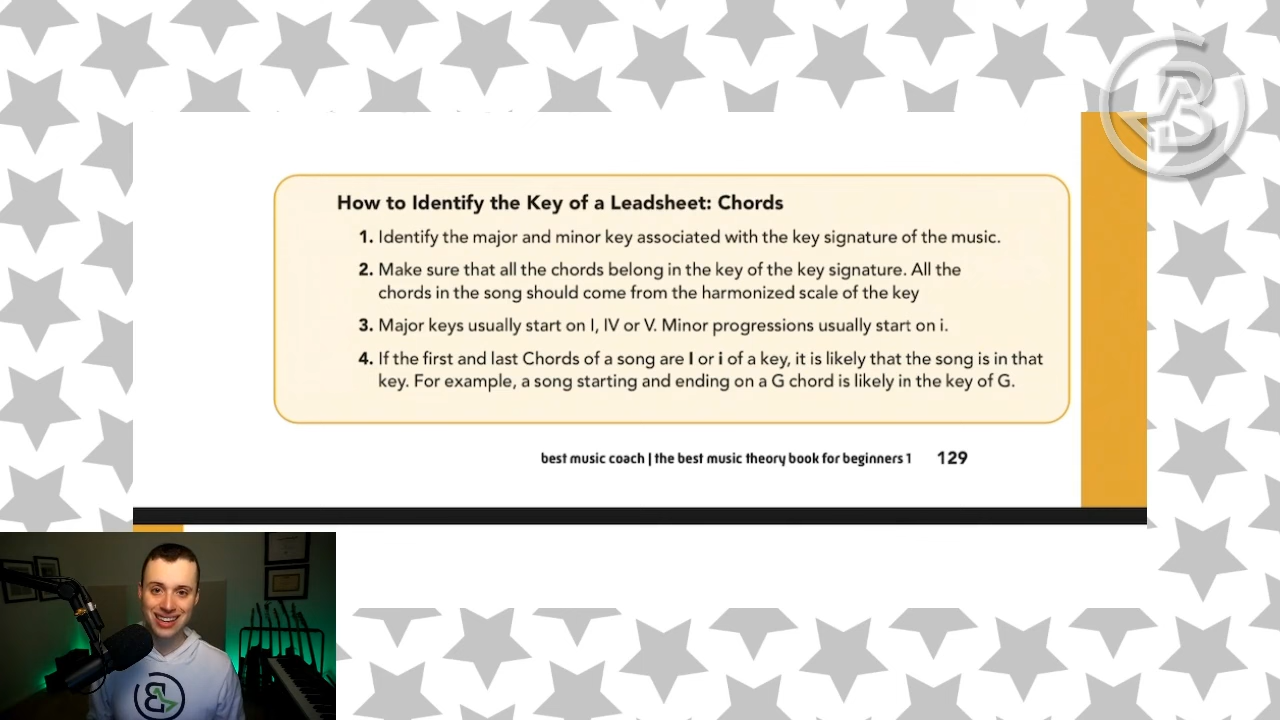 How to Identify the Key of a Leadsheet: Chords
1. Identify the major and minor key associated with the key signature of the music.
2. Make sure that all the chords belong in the key of the key signature. All the
chords in the song should come from the harmonized scale of the key
3. Major keys usually start on I, IV or V. Minor progressions usually start on i.
4. If the first and last Chords of a song are I or i of a key, it is likely that the song is in that
key. For example, a song starting and ending on a G chord is likely in the key of G.
best music coach | the best music theory book for beginners 1 129